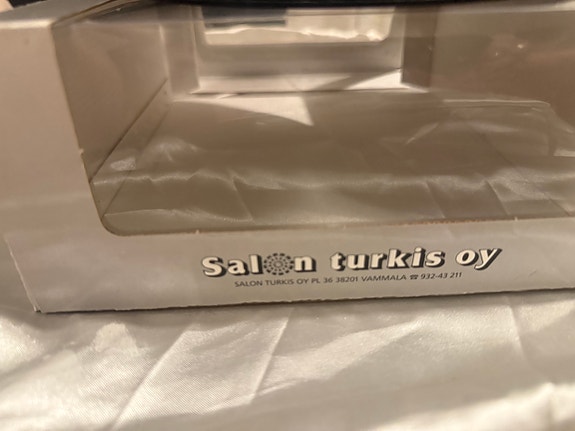 Salon turkis oy
SALON TURKIS OY PL 36 38201 VAMMALA ☎ 932-43 211